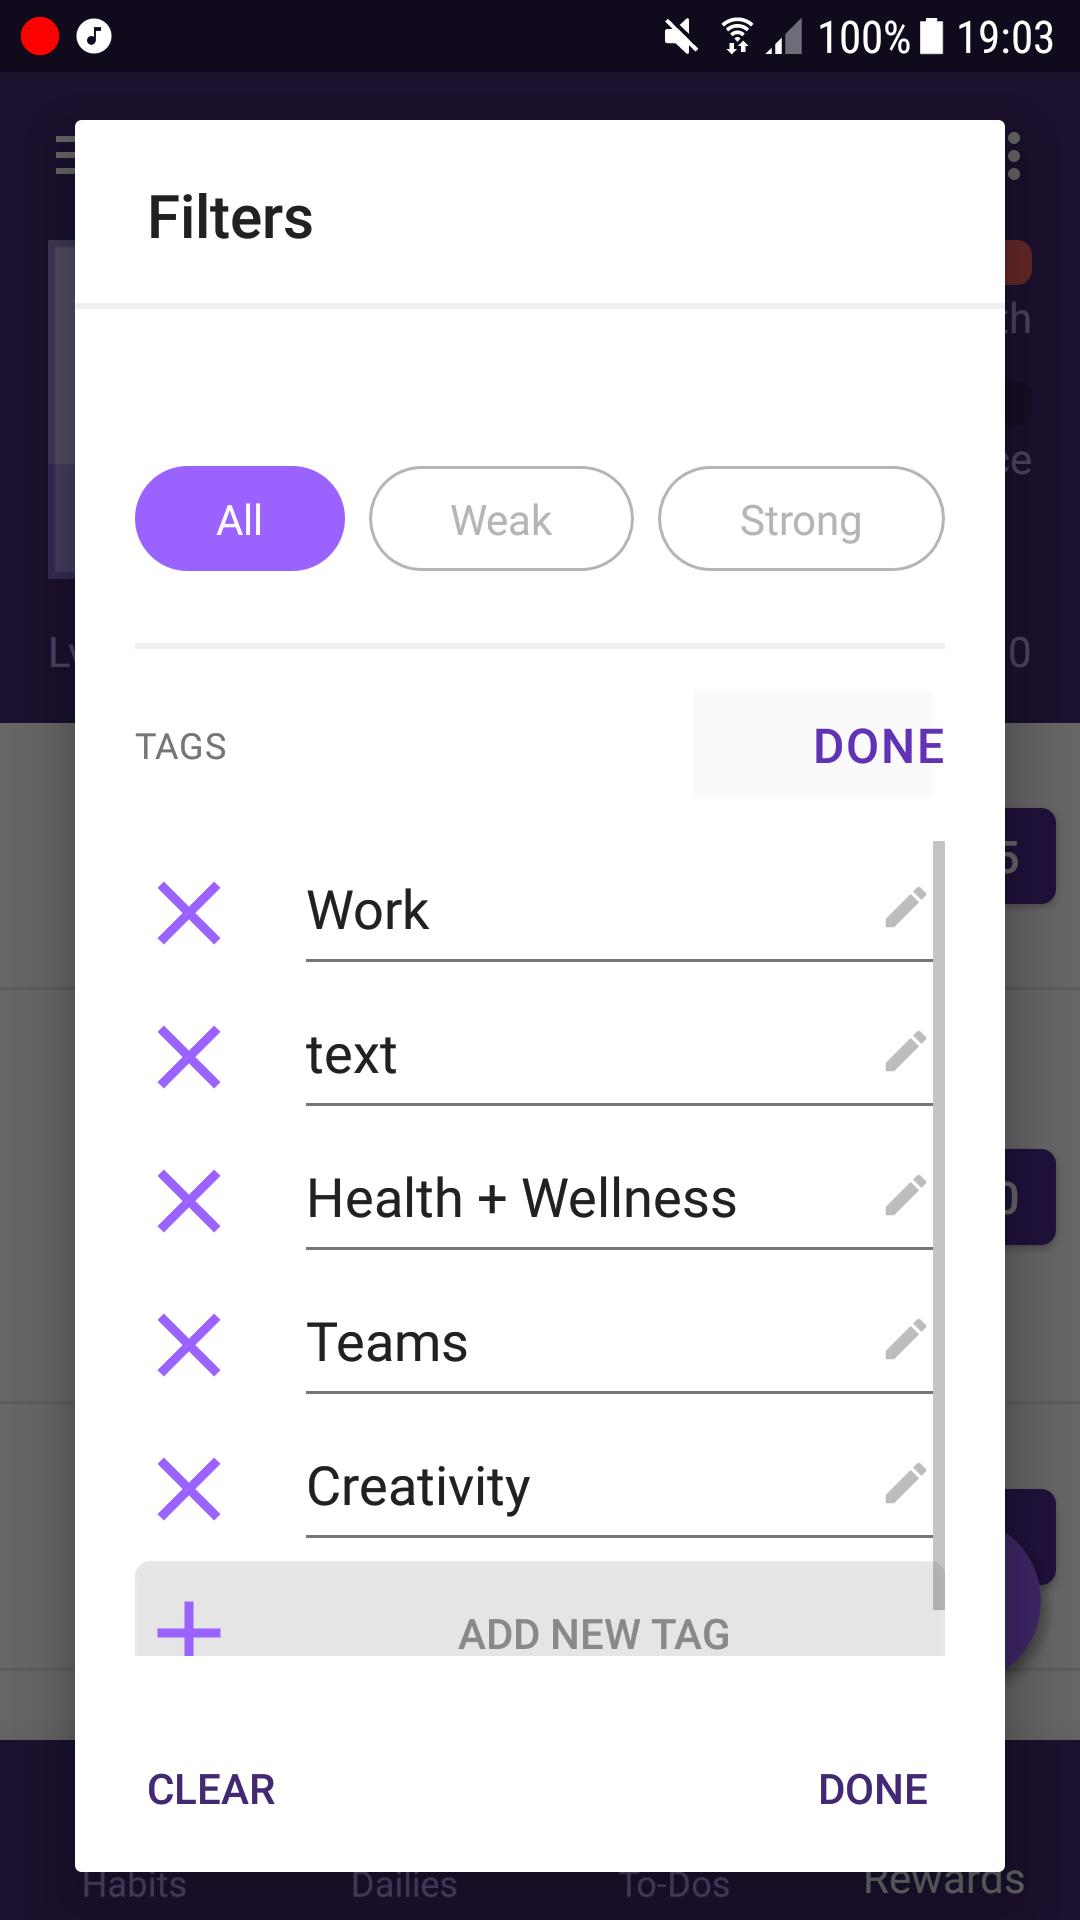 100% 19:03
Filters
All Weak Strong
TAGS DONE
Work
text
Health + Wellness
Teams
Creativity
ADD NEW TAG
CLEAR DONE
Habits Dailies To-Dos Rewards